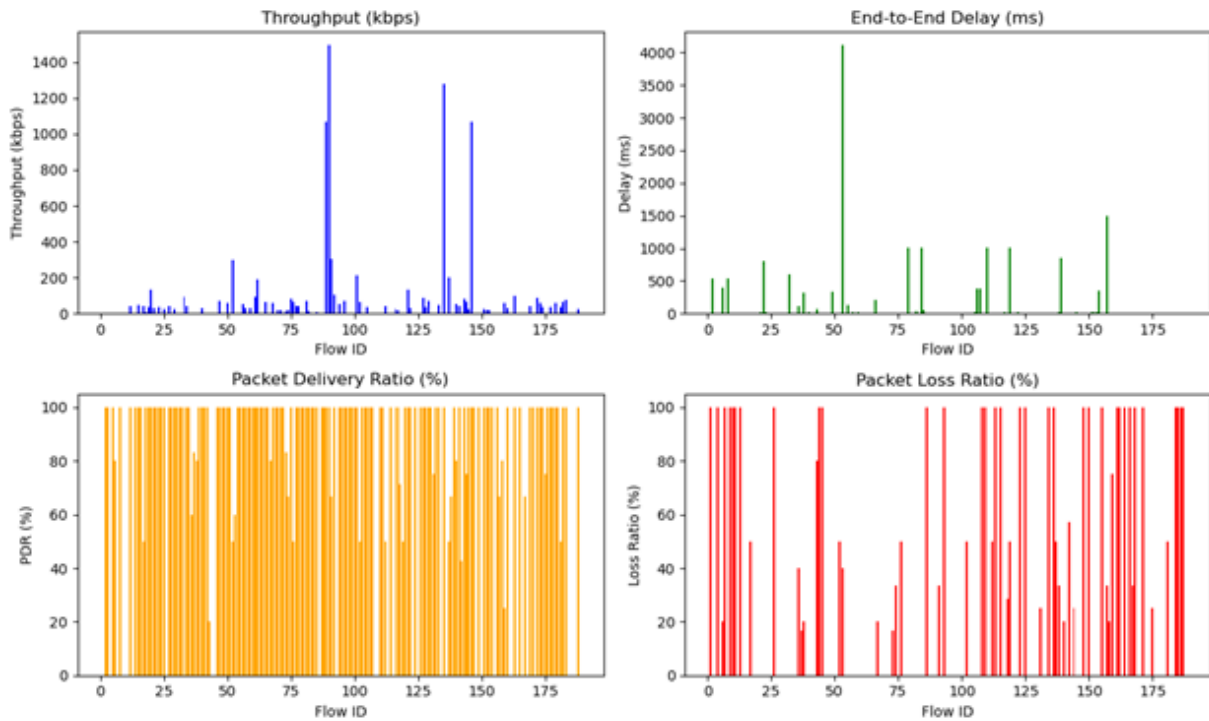 Throughput (kbps)
Throughput (kbps)
1400
1200
1000
800
600
400
200
0
0 25 50 75 100 125 150 175
Flow ID
End-to-End Delay (ms)
Delay (ms)
4000
3500
3000
2500
2000
1500
1000
500
0
0 25 50 75 100 125 150 175
Flow ID
Packet Delivery Ratio (%)
PDR (%)
100
80
60
40
20
0
0 25 50 75 100 125 150 175
Flow ID
Packet Loss Ratio (%)
Loss Ratio (%)
100
80
60
40
20
0
0 25 50 75 100 125 150 175
Flow ID